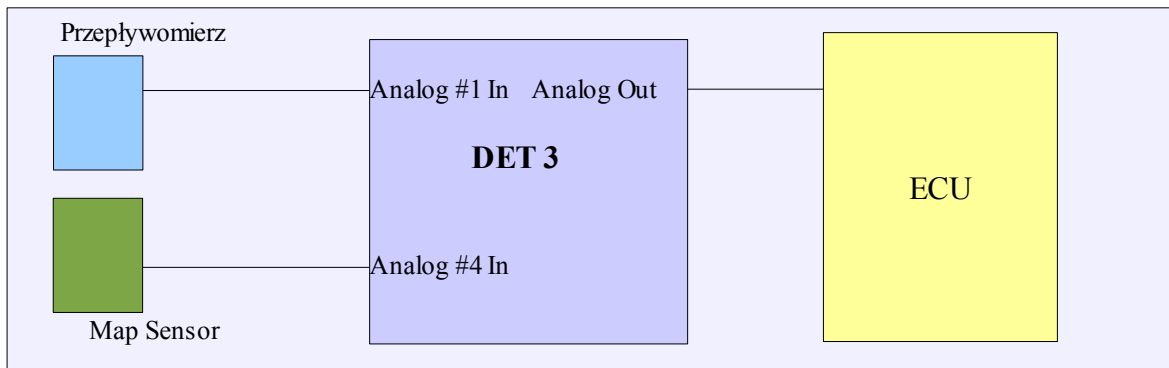 Przepływomierz
Analog #1 In Analog Out
DET 3
ECU
Analog #4 In
Map Sensor